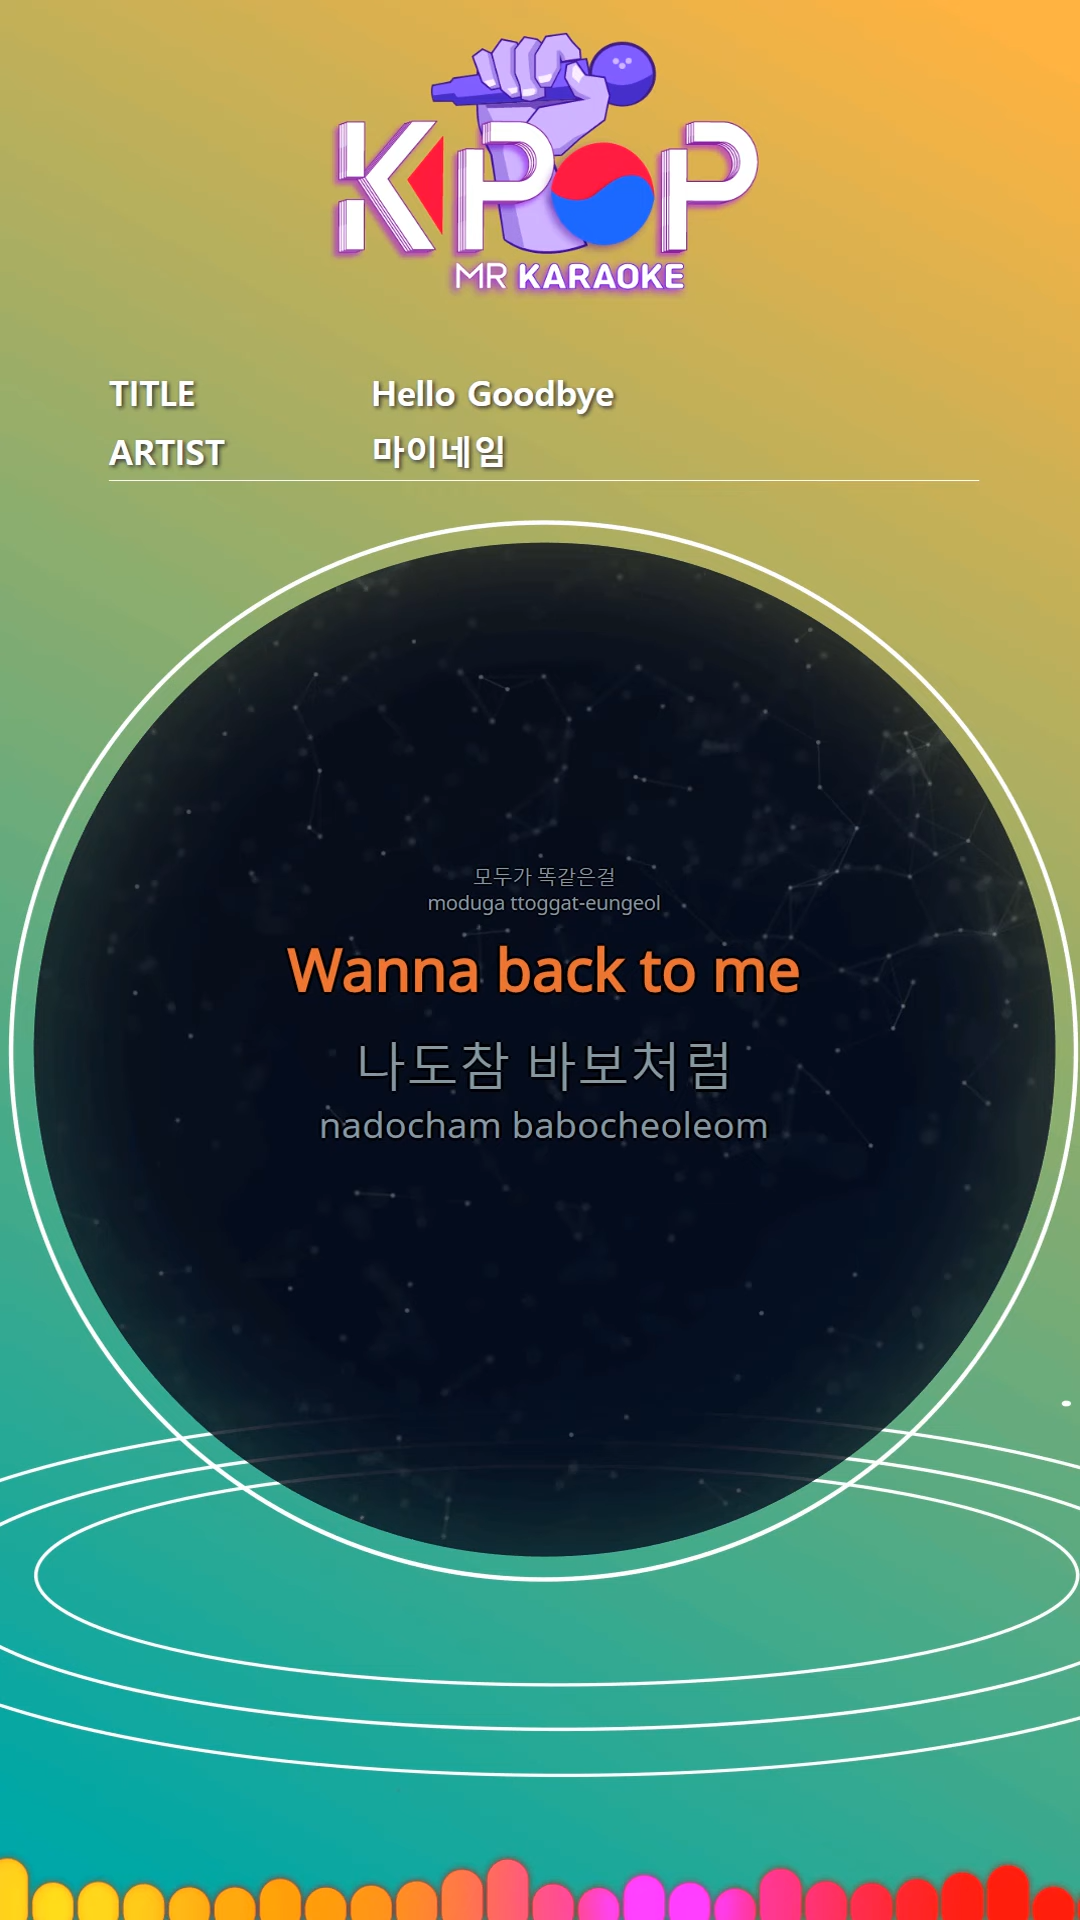 KPOP
MR KARAOKE
TITLE Hello Goodbye
ARTIST 마이네임
모두가 똑같은걸
moduga ttoggat-eungeol
Wanna back to me
나도참 바보처럼
nadocham babocheoleom